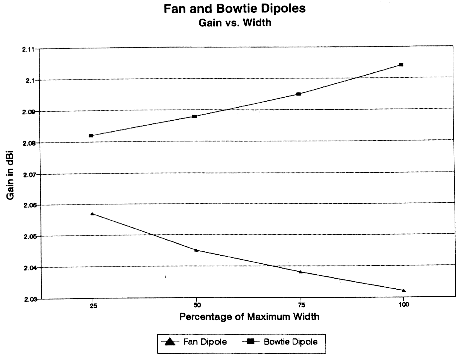 Fan and Bowtie Dipoles
Gain vs. Width
2.11
2.1
2.09
2.08
2.07
2.06
2.05
2.04
2.03
Gain in dBi
25 50 75 100
Percentage of Maximum Width
Fan Dipole Bowtie Dipole